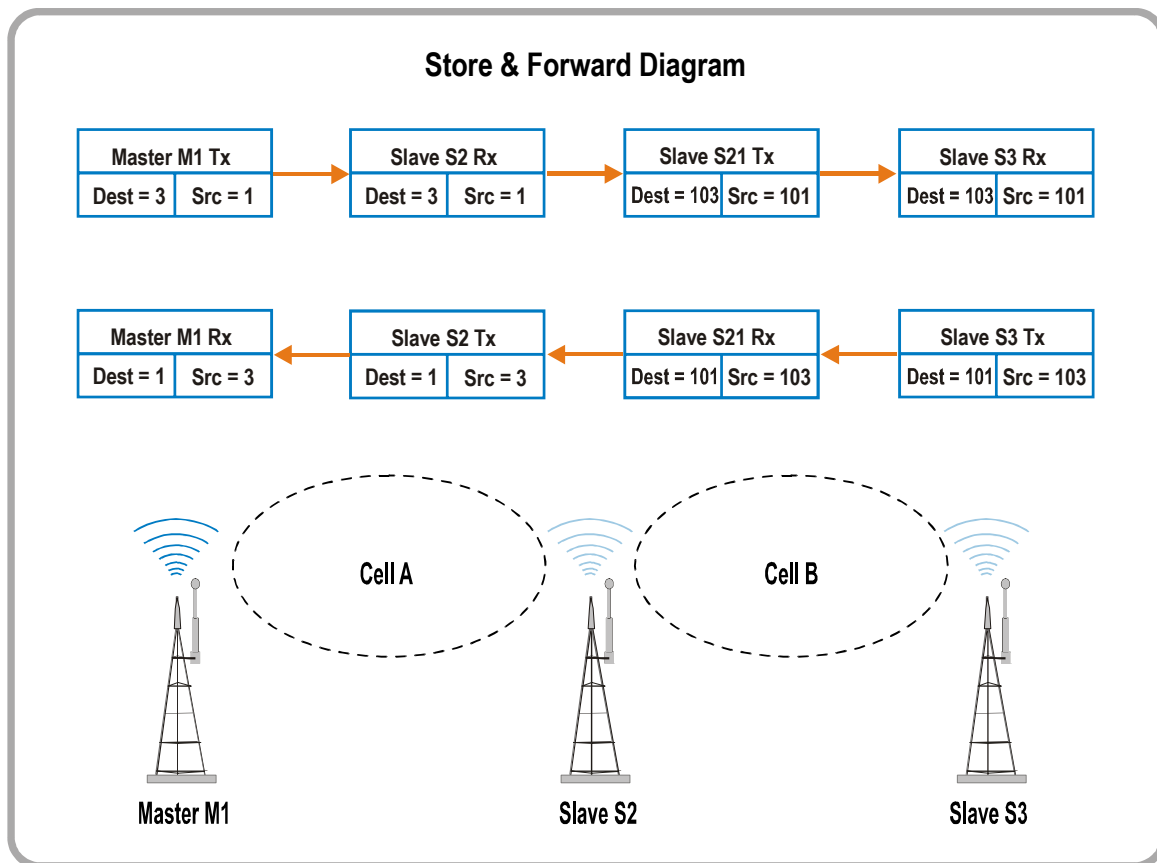 Store & Forward Diagram
Master M1 Tx
Dest = 3 Src = 1
Slave S2 Rx
Dest = 3 Src = 1
Slave S21 Tx
Dest = 103 Src = 101
Slave S3 Rx
Dest = 103 Src = 101
Master M1 Rx
Dest = 1 Src = 3
Slave S2 Tx
Dest = 1 Src = 3
Slave S21 Rx
Dest = 101 Src = 103
Slave S3 Tx
Dest = 101 Src = 103
Cell A
Cell B
Master M1
Slave S2
Slave S3